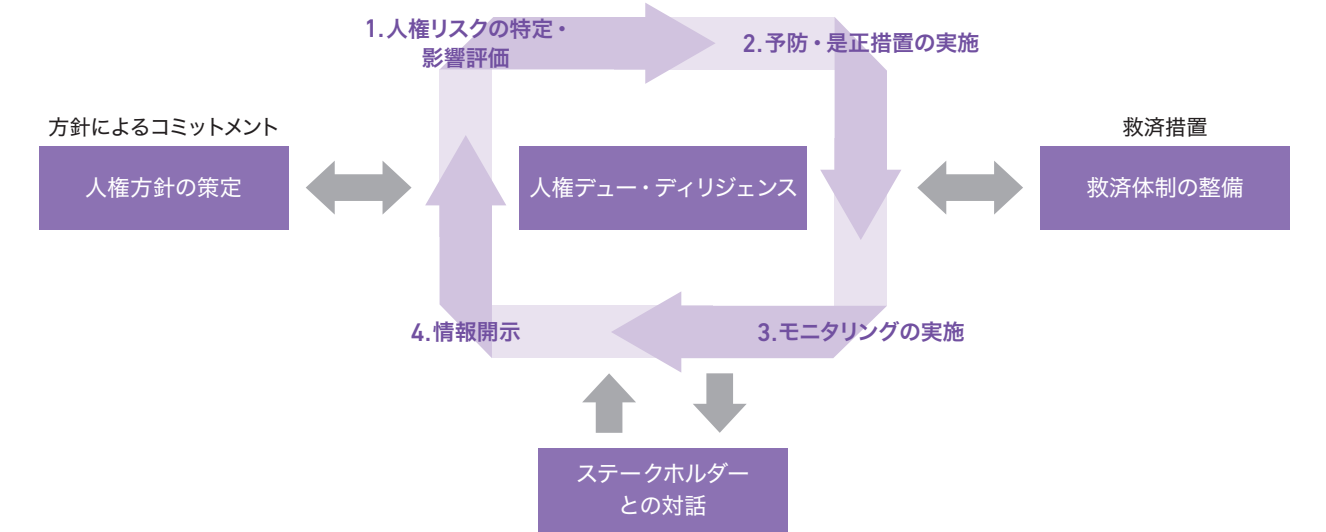 1.人権リスクの特定・
影響評価
2.予防・是正措置の実施
方針によるコミットメント
人権方針の策定
人権デュー・ディリジェンス
救済措置
救済体制の整備
4.情報開示
3.モニタリングの実施
ステークホルダー
との対話